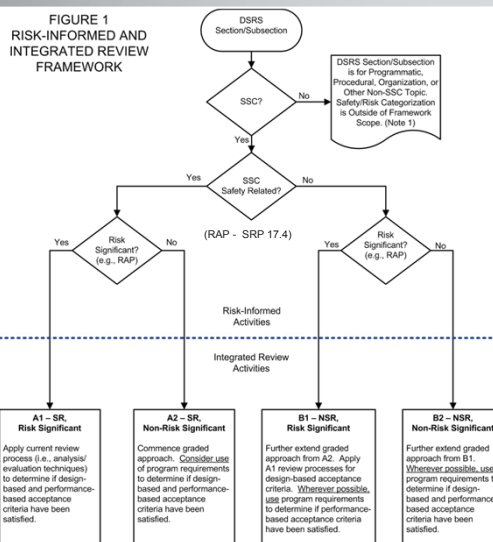 FIGURE 1
RISK-INFORMED AND
INTEGRATED REVIEW
FRAMEWORK
DSRS
Section/Subsection
SSC?
No
DSRS Section/Subsection
is for Programmatic,
Procedural, Organization, or
Other Non-SSC Topic.
Safety/Risk Categorization
is Outside of Framework
Scope. (Note 1)
Yes
Yes
SSC
Safety Related?
No
(RAP - SRP 17.4)
Yes
Risk
Significant?
(e.g., RAP)
No
Yes
Risk
Significant?
(e.g., RAP)
No
Risk-Informed
Activities
Integrated Review
Activities
A1 – SR,
Risk Significant
Apply current review
process (i.e., analysis/
evaluation techniques)
to determine if design-
based and performance-
based acceptance
criteria have been
satisfied.
A2 – SR,
Non-Risk Significant
Commence graded
approach. Consider use
of program requirements
to determine if design-
based and performance-
based acceptance
criteria have been
satisfied.
B1 – NSR,
Risk Significant
Further extend graded
approach from A2. Apply
A1 review processes for
design-based acceptance
criteria. Wherever possible,
use program requirements
to determine if performance-
based acceptance criteria
have been satisfied.
B2 – NSR,
Non-Risk Significant
Further extend graded
approach from B1.
Wherever possible, use
program requirements
determine if design-
based and performance
based acceptance
criteria have been
satisfied.